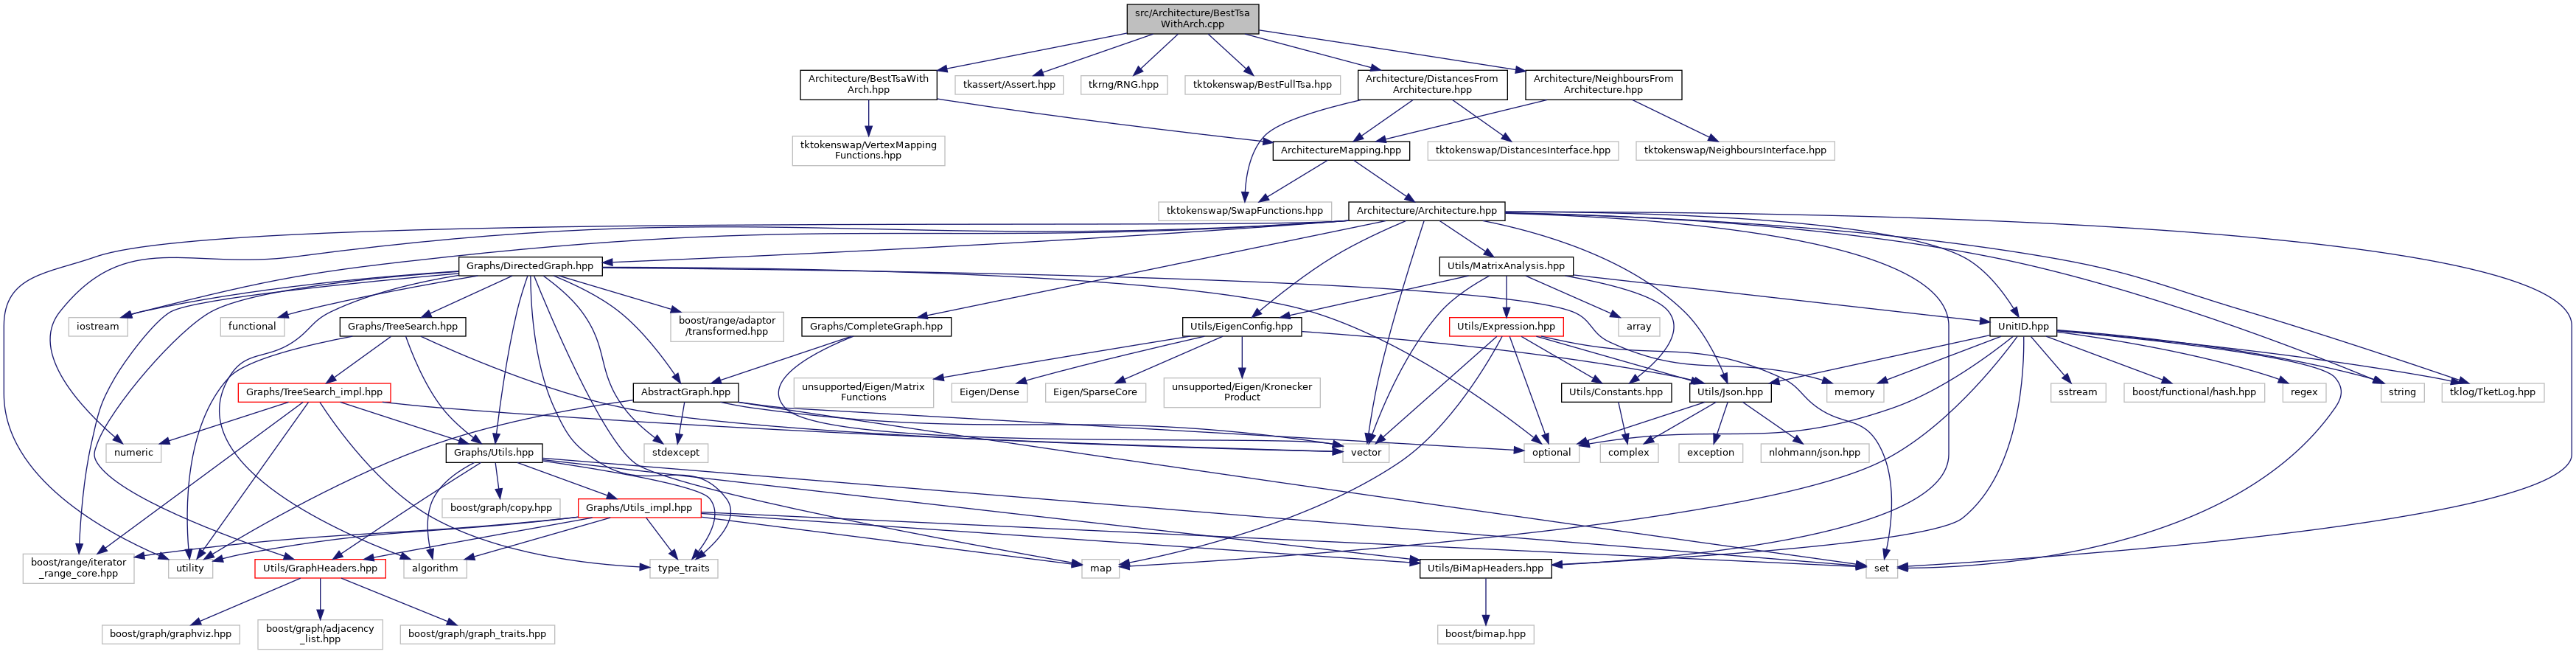 src/Architecture/BestTsa
WithArch.cpp
Architecture/BestTsaWith
Arch.hpp
tkassert/Assert.hpp
tkrng/RNG.hpp
tktokenswap/BestFullTsa.hpp
Architecture/DistancesFrom
Architecture.hpp
Architecture/NeighboursFrom
Architecture.hpp
tktokenswap/VertexMapping
Functions.hpp
ArchitectureMapping.hpp
tktokenswap/DistancesInterface.hpp
tktokenswap/NeighboursInterface.hpp
tktokenswap/SwapFunctions.hpp
Architecture/Architecture.hpp
Graphs/DirectedGraph.hpp
Utils/MatrixAnalysis.hpp
iostream
functional
Graphs/TreeSearch.hpp
boost/range/adaptor
/transformed.hpp
Graphs/CompleteGraph.hpp
Utils/EigenConfig.hpp
Utils/Expression.hpp
array
UnitID.hpp
Graphs/TreeSearch_impl.hpp
AbstractGraph.hpp
unsupported/Eigen/Matrix
Functions
Eigen/Dense
Eigen/SparseCore
unsupported/Eigen/Kronecker
Product
Utils/Constants.hpp
Utils/Json.hpp
memory
sstream
boost/functional/hash.hpp
regex
string
tklog/TketLog.hpp
numeric
Graphs/Utils.hpp
stdexcept
vector
optional
complex
exception
nlohmann/json.hpp
boost/graph/copy.hpp
Graphs/Utils_impl.hpp
boost/range/iterator
_range_core.hpp
utility
Utils/GraphHeaders.hpp
algorithm
type_traits
map
Utils/BiMapHeaders.hpp
set
boost/graph/graphviz.hpp
boost/graph/adjacency
_list.hpp
boost/graph/graph_traits.hpp
boost/bimap.hpp